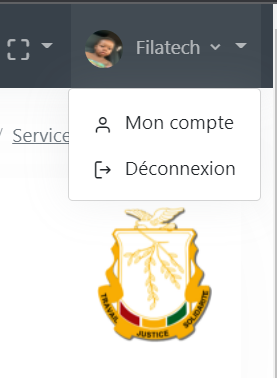 Filatech
Mon compte
/ Service
Déconnexion
TRAVAIL
JUSTICE
SOLIDARITE